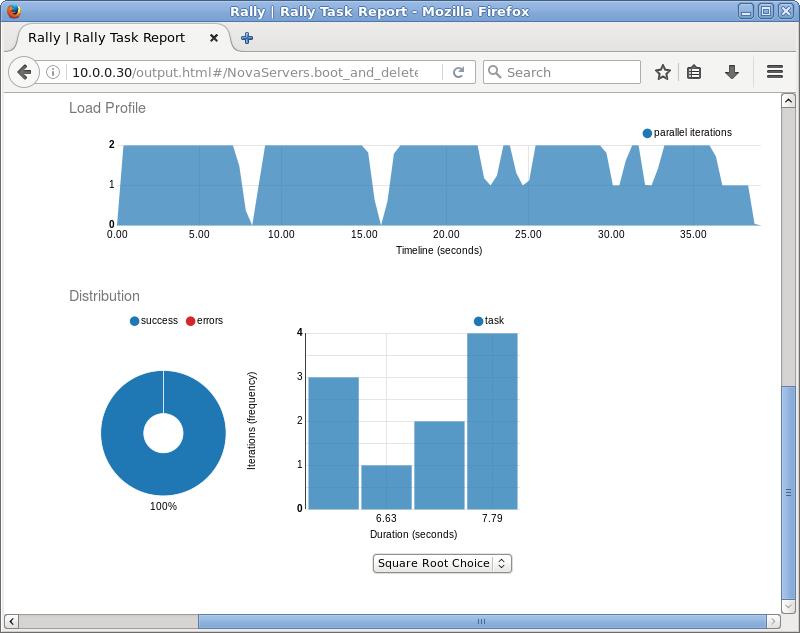 Rally | Rally Task Report - Mozilla Firefox
Rally | Rally Task Report
10.0.0.30/output.html#/NovaServers.boot_and_delete
Search
Load Profile
parallel iterations
2
1
0
0.00 5.00 10.00 15.00 20.00 25.00 30.00 35.00
Timeline (seconds)
Distribution
success errors
task
Iterations (frequency)
4
3
2
1
0
100%
6.63 7.79
Duration (seconds)
Square Root Choice